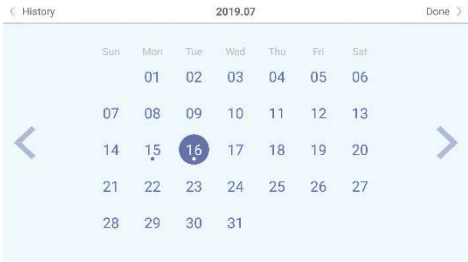 < History 2019.07 Done >
Sun Mon Tue Wed Thu Fri Sat
01 02 03 04 05 06
07 08 09 10 11 12 13
14 15 16 17 18 19 20
21 22 23 24 25 26 27
28 29 30 31